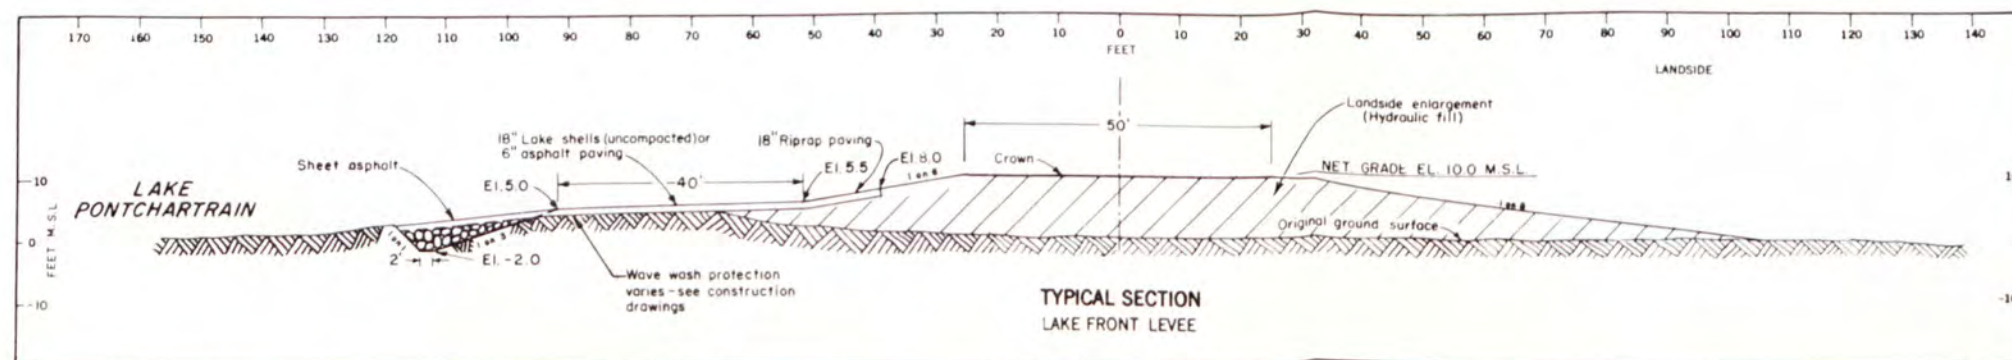 170 160 150 140 130 120 110 100 90 80 70 60 50 40 30 20 10 0 10 20 30 40 50 60 70 80 90 100 110 120 130 140
FEET
LANDSIDE
Landside enlargement
(Hydraulic fill)
50'
18" Lake shells (uncompacted) or
6" asphalt paving
18" Riprap paving
Sheet asphalt
El. 8.0
Crown
El. 5.5
NET GRADE EL. 10.0 M.S.L.
10
LAKE
PONTCHARTRAIN
El. 5.0
40'
Original ground surface
FEET M.S.L
0
1 on 3
2'
El. -2.0
Wave wash protection
varies - see construction
drawings
-10
TYPICAL SECTION
LAKE FRONT LEVEE